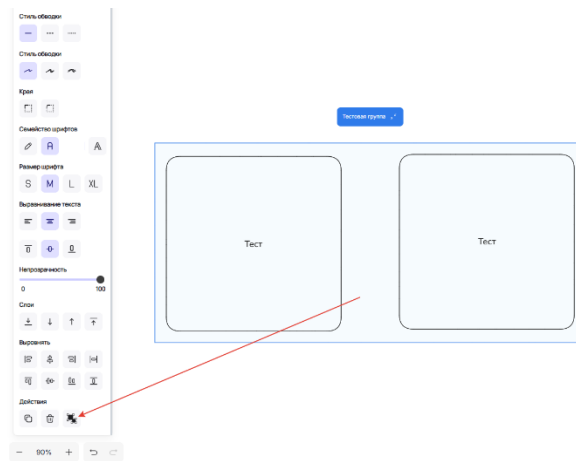 Стиль обводки
Стиль обводки
Края
Семейство шрифтов
Размер шрифта
S M L XL
Выравнивание текста
Непрозрачность
0 100
Слои
Выровнять
Действия
90%
Тестовая группа
Тест Тест